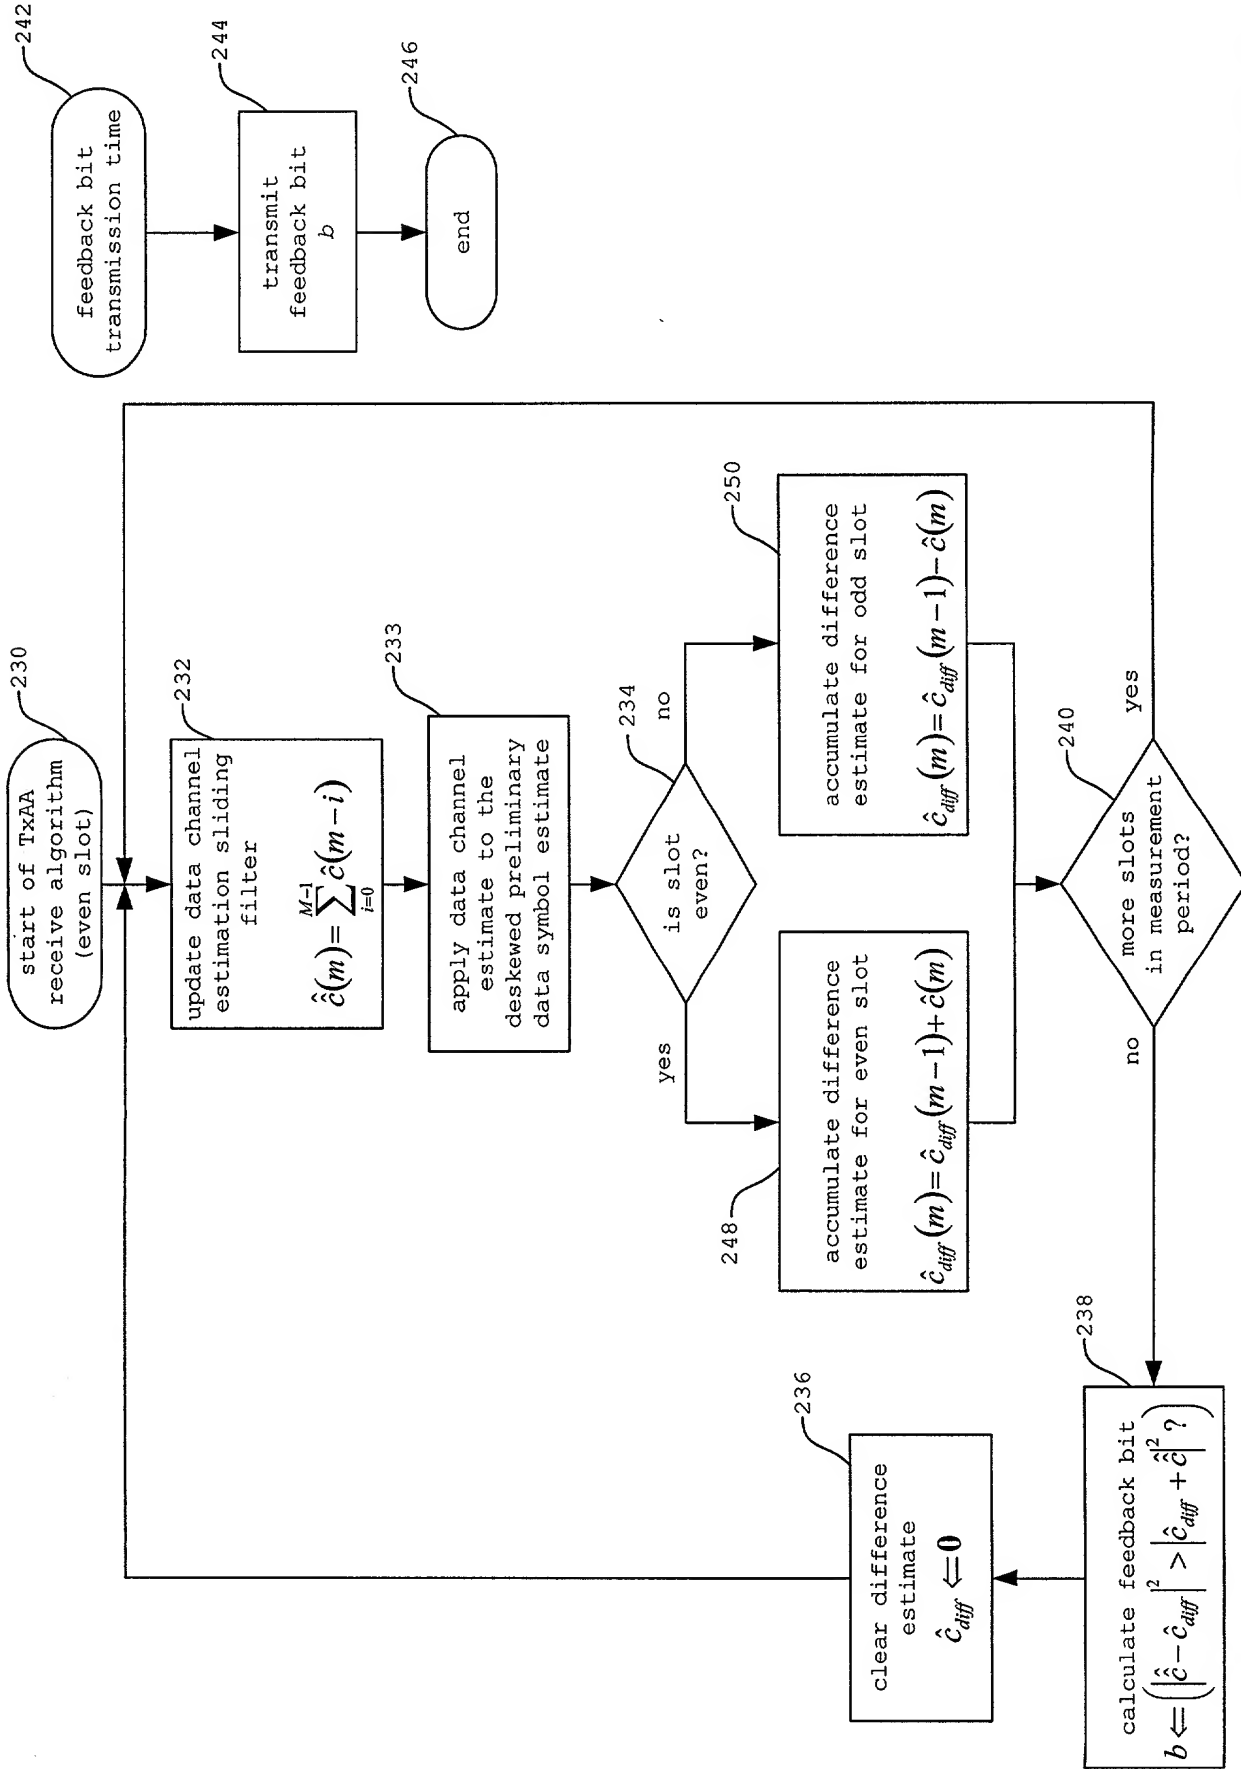 230
start of TxAA
receive algorithm
(even slot)
232
update data channel
estimation sliding
filter
ĉ(m) = ∑_{i=0}^{M-1} ĉ(m-i)
233
apply data channel
estimate to the
deskewed preliminary
data symbol estimate
234
is slot
even?
yes
no
248
accumulate difference
estimate for even slot
ĉ_diff(m) = ĉ_diff(m-1) + ĉ(m)
250
accumulate difference
estimate for odd slot
ĉ_diff(m) = ĉ_diff(m-1) - ĉ(m)
240
more slots
in measurement
period?
no
yes
238
calculate feedback bit
b ⇐ (|ĉ - ĉ_diff|² > |ĉ_diff + ĉ|² ?)
236
clear difference
estimate
ĉ_diff ⇐ 0
242
feedback bit
transmission time
244
transmit
feedback bit
b
246
end